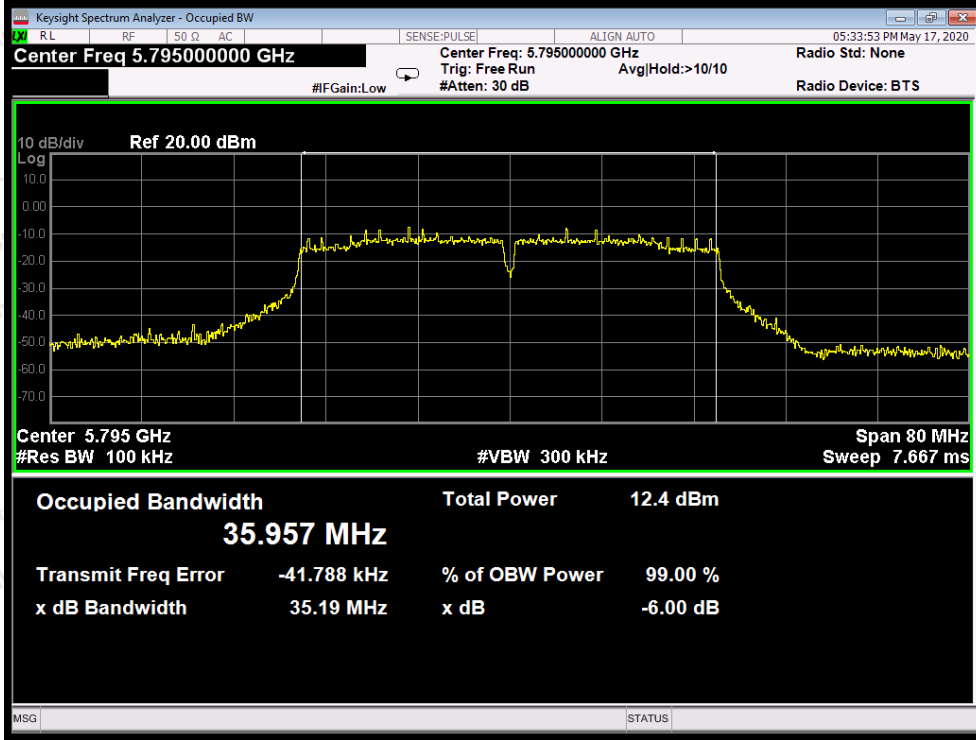 Keysight Spectrum Analyzer - Occupied BW
LXI RL RF 50 Ω AC SENSE:PULSE ALIGN AUTO 05:33:53 PM May 17, 2020
Center Freq 5.795000000 GHz Center Freq: 5.795000000 GHz Radio Std: None
Trig: Free Run Avg|Hold:>10/10
#IFGain:Low #Atten: 30 dB Radio Device: BTS
10 dB/div Ref 20.00 dBm
Log
10.0
0.00
-10.0
-20.0
-30.0
-40.0
-50.0
-60.0
-70.0
Center 5.795 GHz Span 80 MHz
#Res BW 100 kHz #VBW 300 kHz Sweep 7.667 ms
Occupied Bandwidth Total Power 12.4 dBm
35.957 MHz
Transmit Freq Error -41.788 kHz % of OBW Power 99.00 %
x dB Bandwidth 35.19 MHz x dB -6.00 dB
MSG STATUS